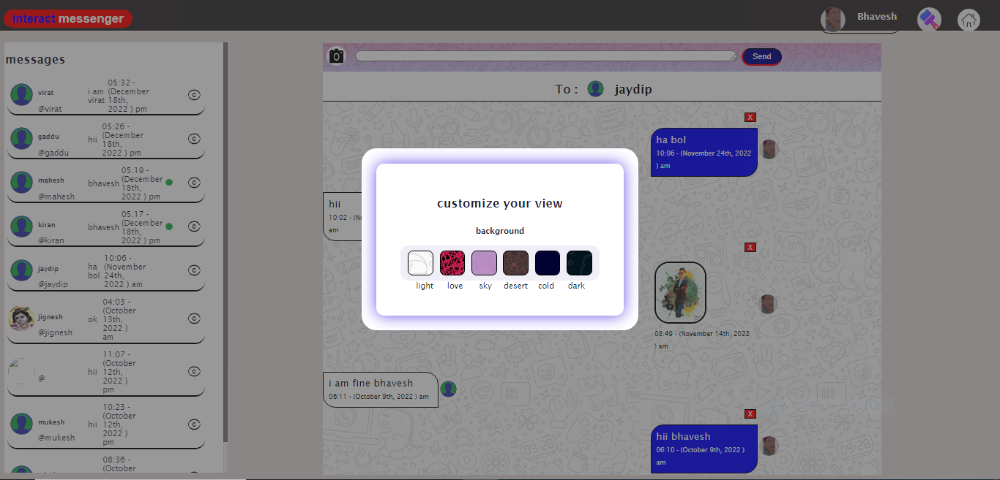 interact messenger
Bhavesh
messages
virat
@virat
i am
virat
05:32 -
(December
18th,
2022 ) pm
gaddu
@gaddu
hii
05:26 -
(December
18th,
2022 ) pm
mahesh
@mahesh
bhavesh
05:19 -
(December
18th,
2022 ) pm
kiran
@kiran
bhavesh
05:17 -
(December
18th,
2022 ) pm
jaydip
@jaydip
ha
bol
10:06 -
(November
24th,
2022 ) am
jignesh
@jignesh
ok
04:03 -
(October
13th,
2022 )
am
@
hii
11:07 -
(October
12th,
2022 )
pm
mukesh
@mukesh
hii
10:23 -
(October
12th,
2022 )
pm
08:36 -
(October
Send
To : jaydip
X
ha bol
10:06 - (November 24th, 2022
) am
hii
10:02 - (No
am
X
08:49 - (November 14th, 2022
) am
i am fine bhavesh
06:11 - (October 9th, 2022 ) am
X
hii bhavesh
06:10 - (October 9th, 2022 )
am
customize your view
background
light love sky desert cold dark